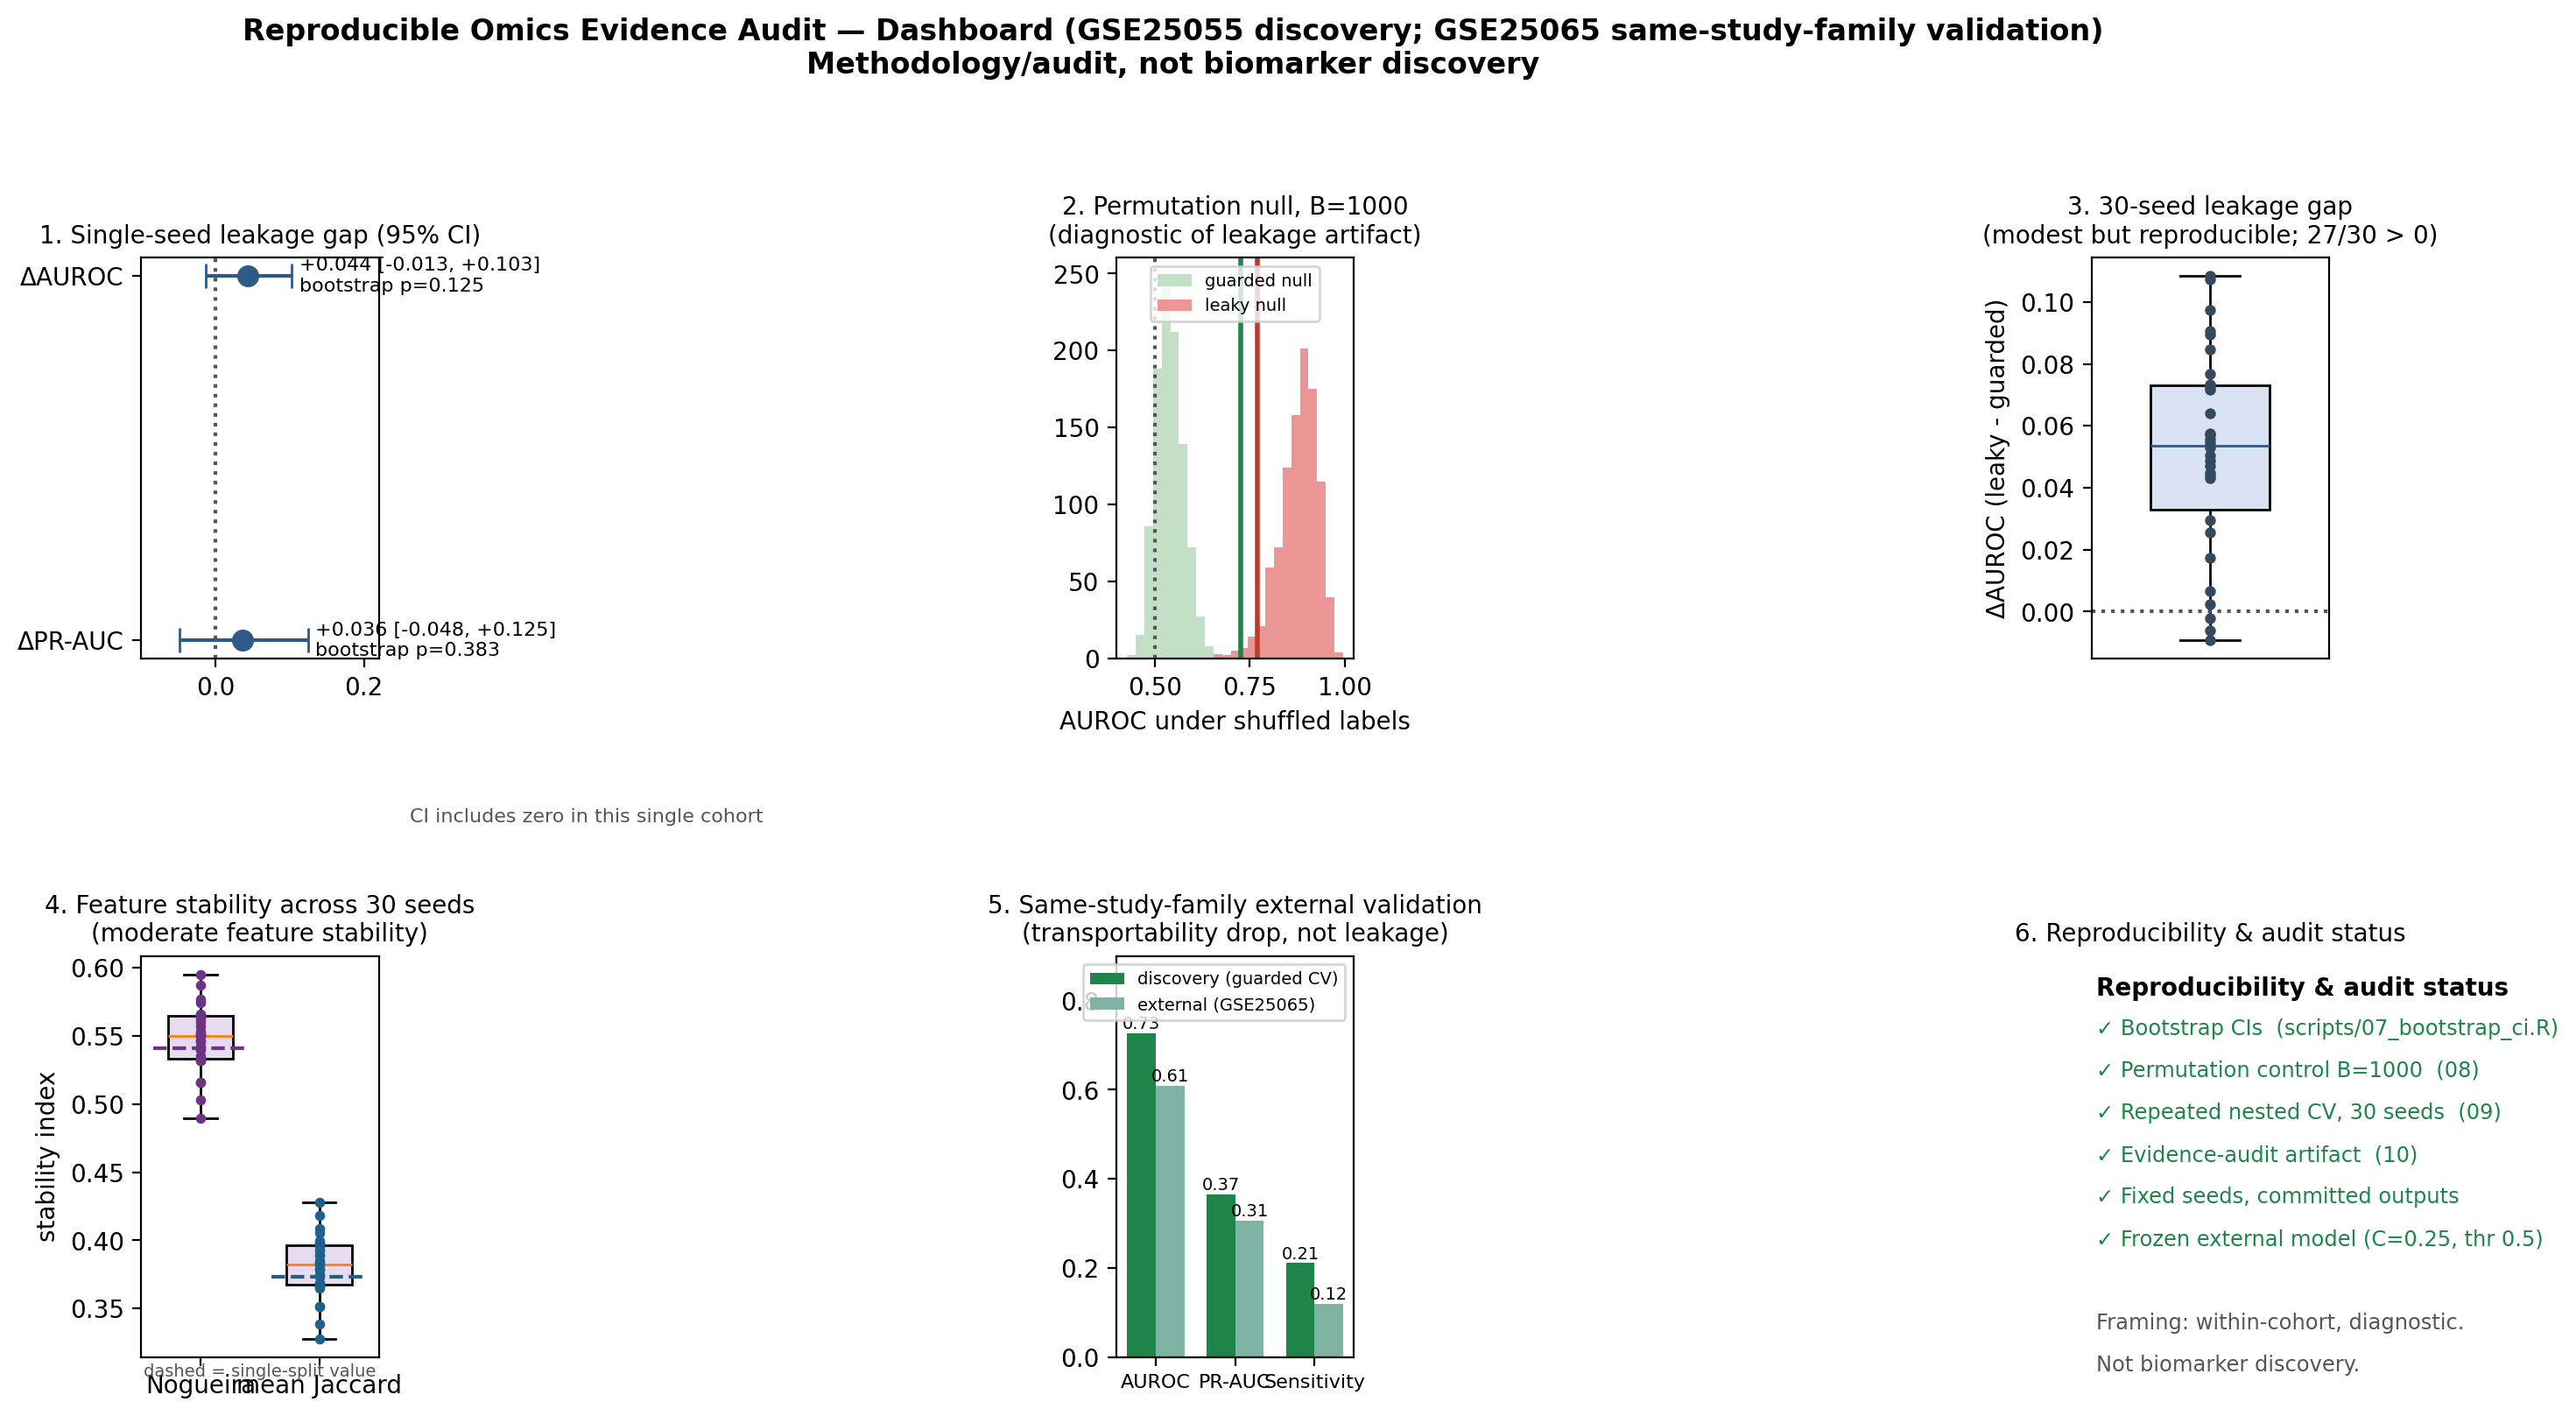 Reproducible Omics Evidence Audit — Dashboard (GSE25055 discovery; GSE25065 same-study-family validation)
Methodology/audit, not biomarker discovery
1. Single-seed leakage gap (95% CI)
ΔAUROC
+0.044 [-0.013, +0.103]
bootstrap p=0.125
ΔPR-AUC
+0.036 [-0.048, +0.125]
bootstrap p=0.383
0.0
0.2
CI includes zero in this single cohort
2. Permutation null, B=1000
(diagnostic of leakage artifact)
guarded null
leaky null
250
200
150
100
50
0
0.50
0.75
1.00
AUROC under shuffled labels
3. 30-seed leakage gap
(modest but reproducible; 27/30 > 0)
ΔAUROC (leaky - guarded)
0.10
0.08
0.06
0.04
0.02
0.00
4. Feature stability across 30 seeds
(moderate feature stability)
stability index
0.60
0.55
0.50
0.45
0.40
0.35
dashed = single-split value
Nogueira
mean Jaccard
5. Same-study-family external validation
(transportability drop, not leakage)
discovery (guarded CV)
external (GSE25065)
0.8
0.6
0.4
0.2
0.0
0.73
0.61
0.37
0.31
0.21
0.12
AUROC
PR-AUC
Sensitivity
6. Reproducibility & audit status
Reproducibility & audit status
✓ Bootstrap CIs (scripts/07_bootstrap_ci.R)
✓ Permutation control B=1000 (08)
✓ Repeated nested CV, 30 seeds (09)
✓ Evidence-audit artifact (10)
✓ Fixed seeds, committed outputs
✓ Frozen external model (C=0.25, thr 0.5)
Framing: within-cohort, diagnostic.
Not biomarker discovery.